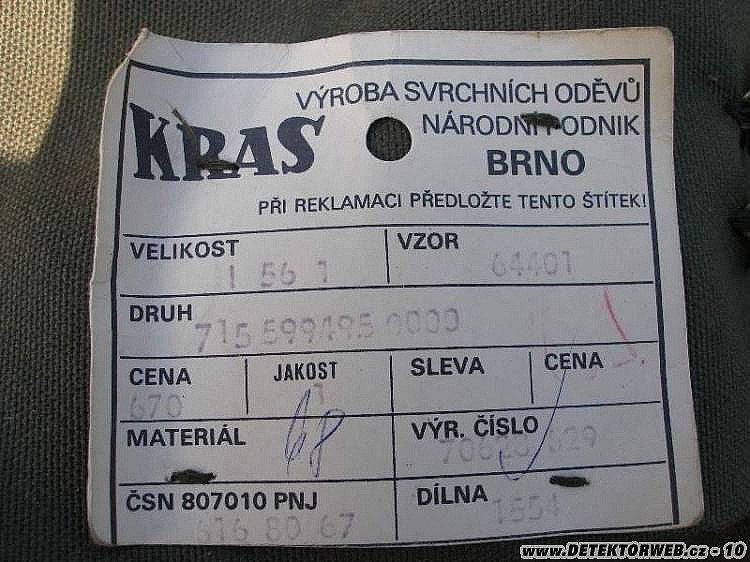 VÝROBA SVRCHNÍCH ODĚVŮ
KRAS
NÁRODNÍ PODNIK
BRNO
PŘI REKLAMACI PŘEDLOŽTE TENTO ŠTÍTEK!
VELIKOST VZOR
56 1 64401
DRUH
715 599495 0000
CENA JAKOST SLEVA CENA
670 1
MATERIÁL VÝR. ČÍSLO
68
ČSN 807010 PNJ DÍLNA
616 80 67 1554
www.DETEKTORWEB.cz - 10